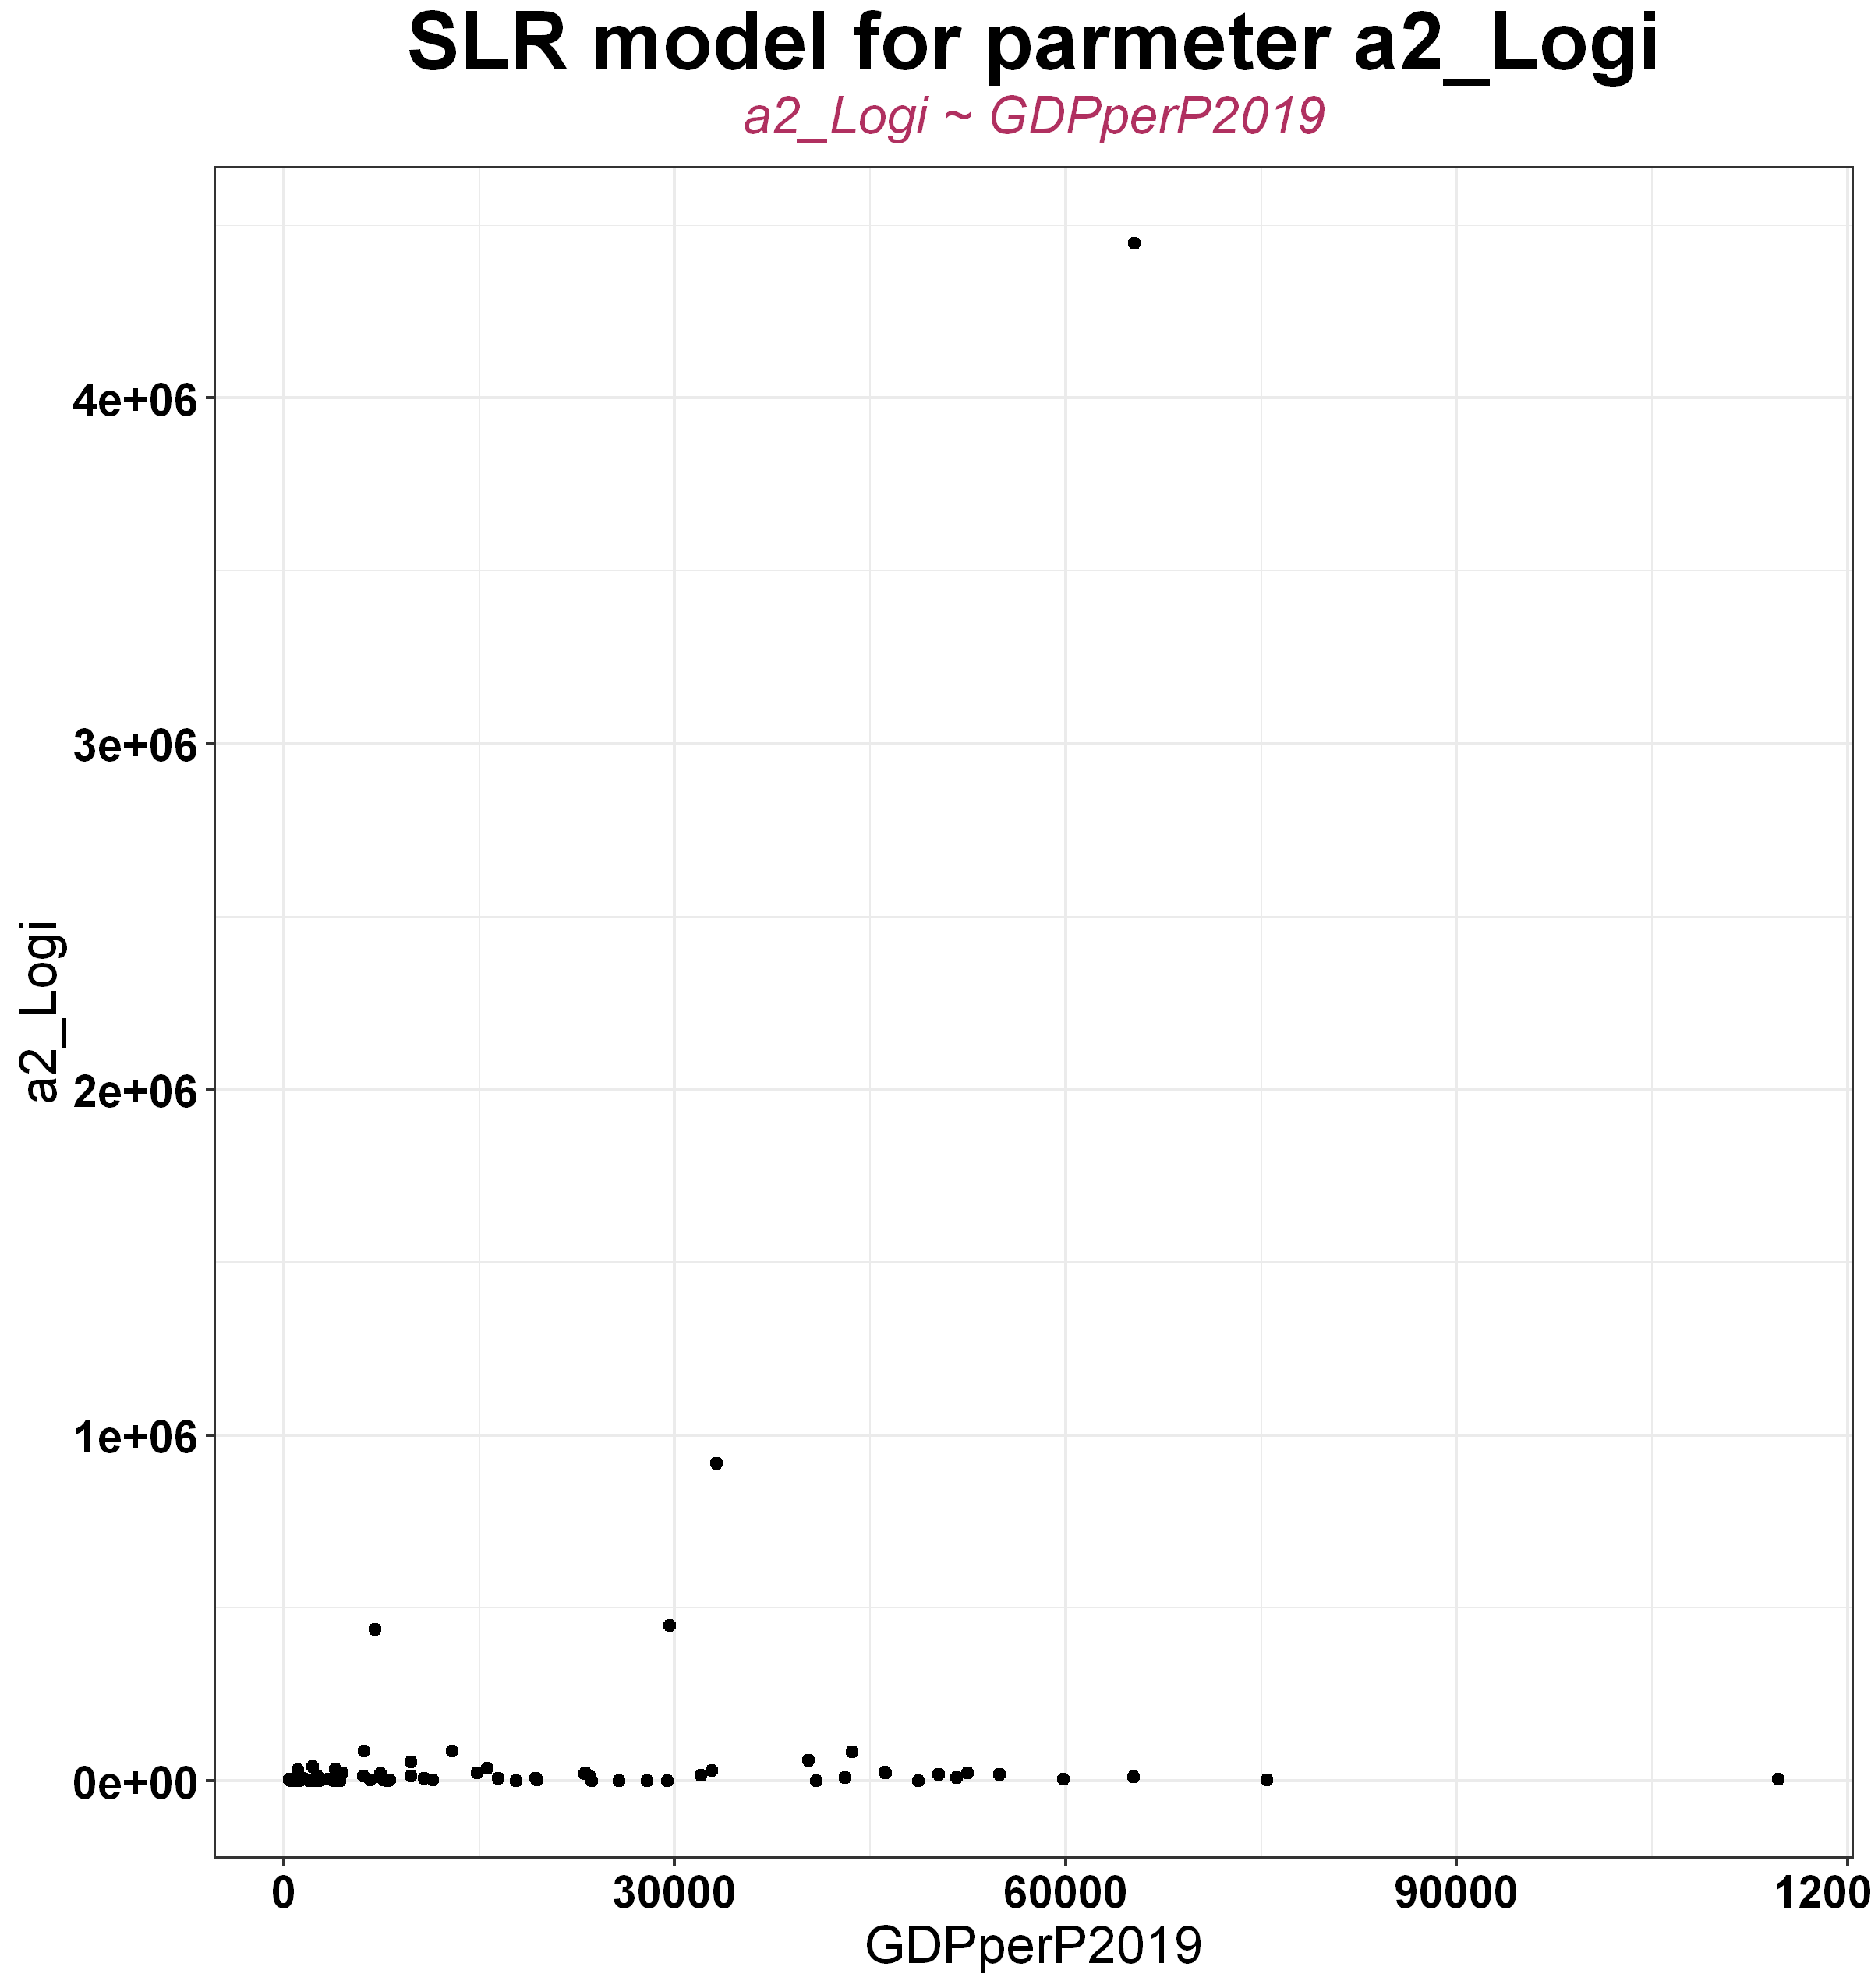 SLR model for parmeter a2_Logi
a2_Logi ~ GDPperP2019
4e+06
3e+06
2e+06
1e+06
0e+00
a2_Logi
0 30000 60000 90000 1200
GDPperP2019